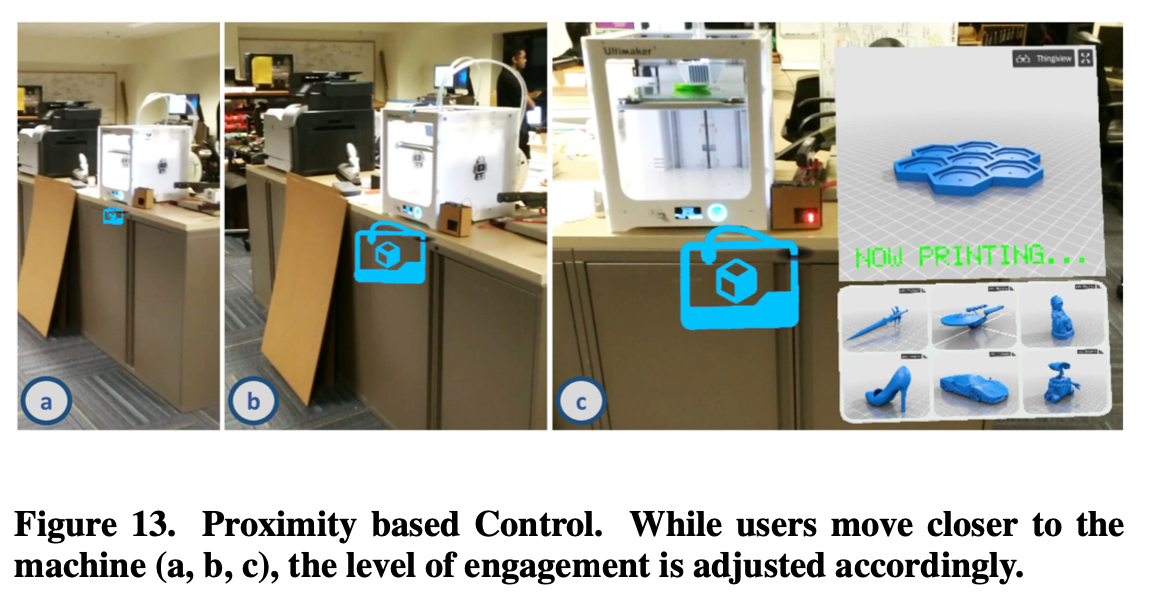 Ultimaker
Thingiview
NOW PRINTING...
a
b
c
Figure 13. Proximity based Control. While users move closer to the
machine (a, b, c), the level of engagement is adjusted accordingly.